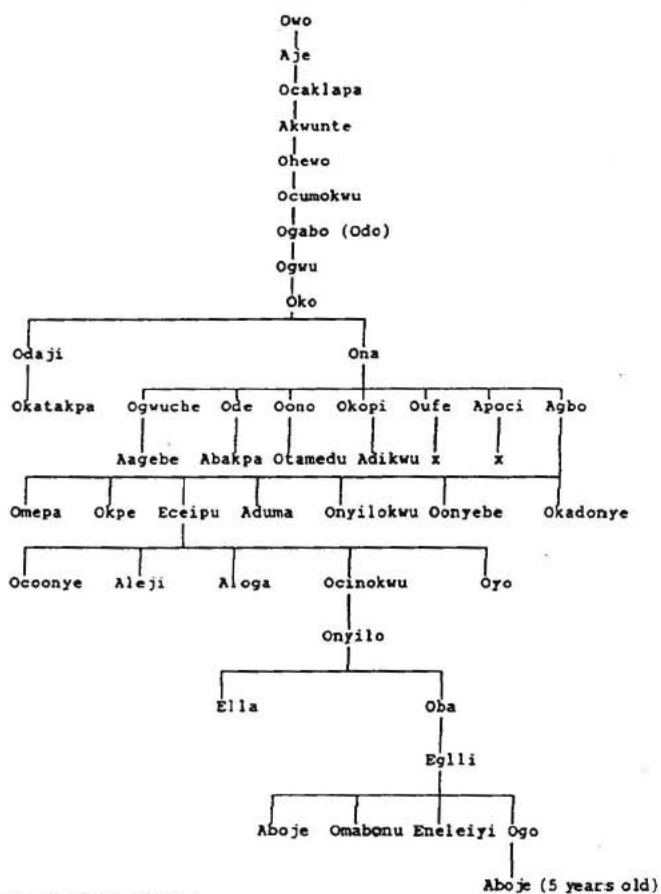 Owo
Aje
Ocaklapa
Akwunte
Ohewo
Ocumokwu
Ogabo (Odo)
Ogwu
Oko
Odaji Ona
Okatakpa Ogwuche Ode Oono Okopi Oufe Apoci Agbo
Aagebe Abakpa Otamedu Adikwu x x
Omepa Okpe Eceipu Aduma Onyilokwu Oonyebe Okadonye
Ocoonye Aleji Aloga Ocinokwu Oyo
Onyilo
Ella Oba
Eglli
Aboje Omabonu Eneleiyi Ogo
Aboje (5 years old)